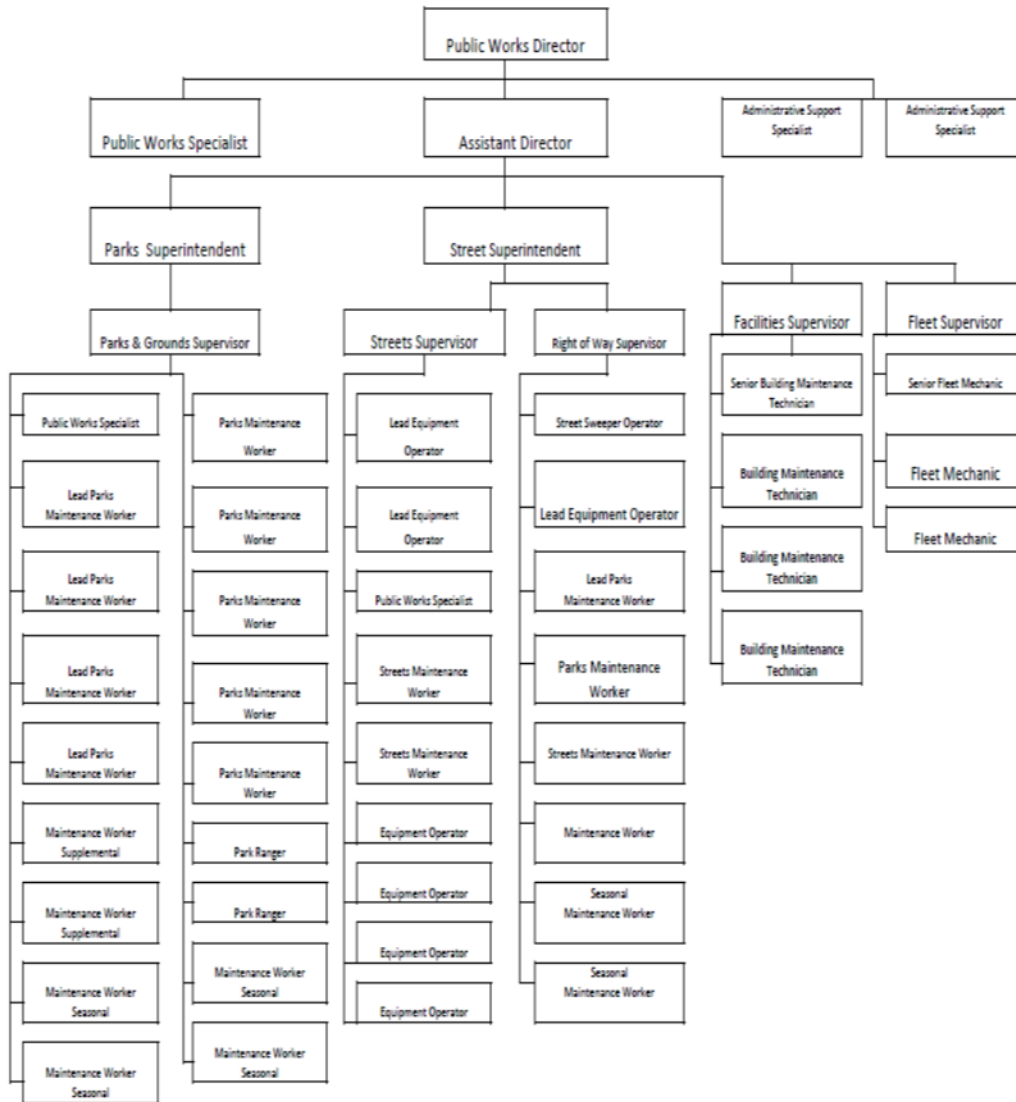 Public Works Director
Public Works Specialist
Assistant Director
Administrative Support
Specialist
Administrative Support
Specialist
Parks Superintendent
Street Superintendent
Parks & Grounds Supervisor
Streets Supervisor
Right of Way Supervisor
Facilities Supervisor
Fleet Supervisor
Public Works Specialist
Lead Parks
Maintenance Worker
Lead Parks
Maintenance Worker
Lead Parks
Maintenance Worker
Lead Parks
Maintenance Worker
Maintenance Worker
Supplemental
Maintenance Worker
Supplemental
Maintenance Worker
Seasonal
Maintenance Worker
Seasonal
Parks Maintenance
Worker
Parks Maintenance
Worker
Parks Maintenance
Worker
Parks Maintenance
Worker
Parks Maintenance
Worker
Park Ranger
Park Ranger
Maintenance Worker
Seasonal
Maintenance Worker
Seasonal
Lead Equipment
Operator
Lead Equipment
Operator
Public Works Specialist
Streets Maintenance
Worker
Streets Maintenance
Worker
Equipment Operator
Equipment Operator
Equipment Operator
Equipment Operator
Street Sweeper Operator
Lead Equipment Operator
Lead Parks
Maintenance Worker
Parks Maintenance
Worker
Streets Maintenance Worker
Maintenance Worker
Seasonal
Maintenance Worker
Seasonal
Maintenance Worker
Senior Building Maintenance
Technician
Building Maintenance
Technician
Building Maintenance
Technician
Building Maintenance
Technician
Senior Fleet Mechanic
Fleet Mechanic
Fleet Mechanic